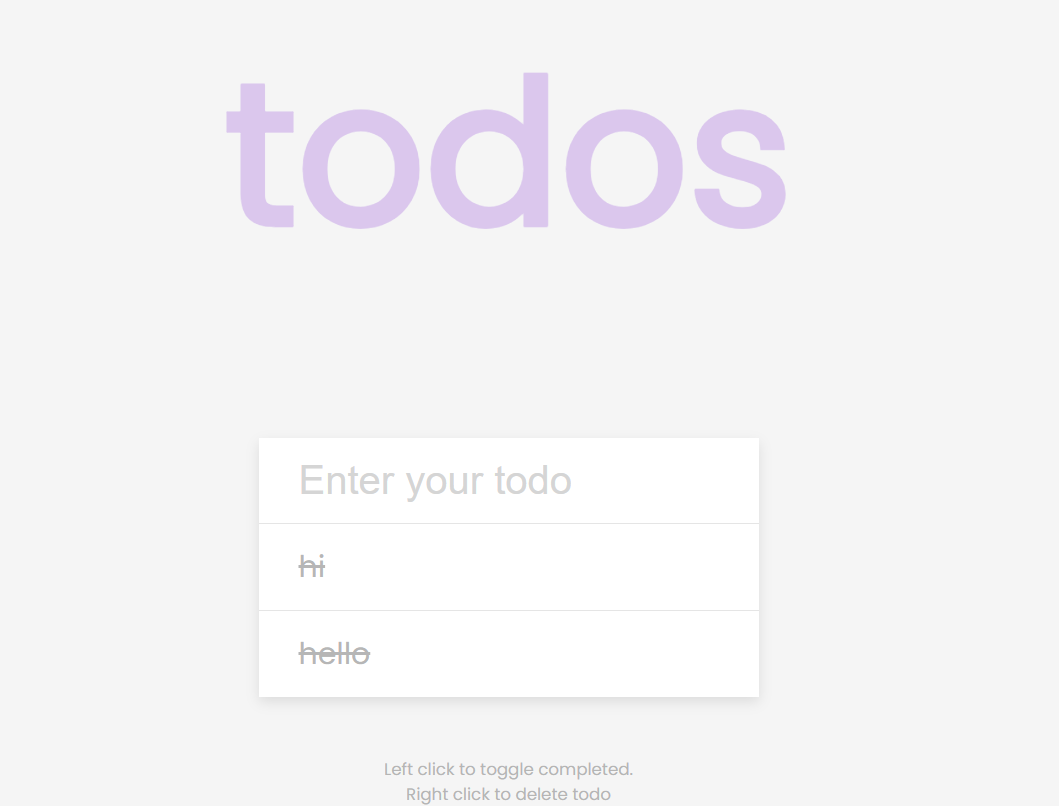 todos
Enter your todo
hi
hello
Left click to toggle completed.
Right click to delete todo